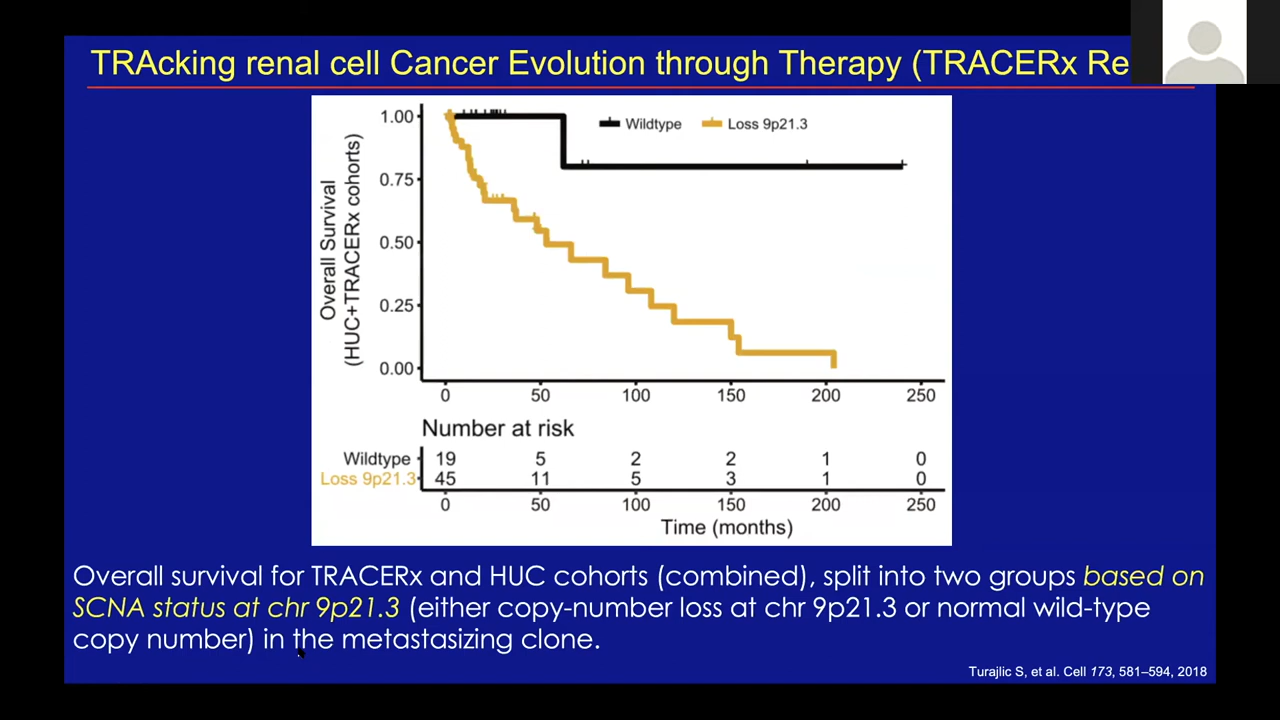 TRAcking renal cell Cancer Evolution through Therapy (TRACERx Re
Overall Survival
(HUC+TRACERx cohorts)
Wildtype
Loss 9p21.3
1.00
0.75
0.50
0.25
0.00
0 50 100 150 200 250
Number at risk
Wildtype 19 5 2 2 1 0
Loss 9p21.3 45 11 5 3 1 0
0 50 100 150 200 250
Time (months)
Overall survival for TRACERx and HUC cohorts (combined), split into two groups based on
SCNA status at chr 9p21.3 (either copy-number loss at chr 9p21.3 or normal wild-type
copy number) in the metastasizing clone.
Turajlic S, et al. Cell 173, 581–594, 2018